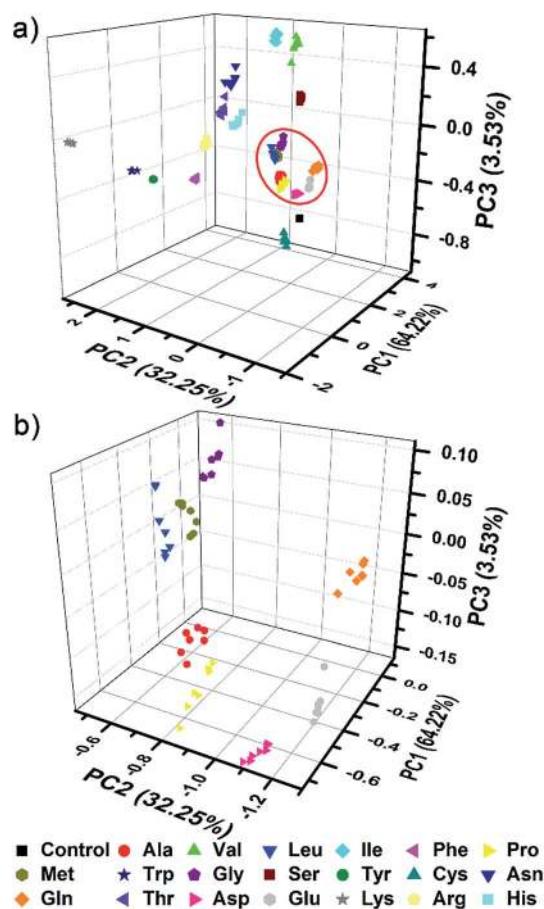 a)
0.4
0.0
-0.4
-0.8
PC3 (3.53%)
4
2
0
-2
PC1 (64.22%)
2
1
0
-1
PC2 (32.25%)
b)
0.10
0.05
0.00
-0.05
-0.10
-0.15
PC3 (3.53%)
0.0
-0.2
-0.4
-0.6
PC1 (64.22%)
-0.6
-0.8
-1.0
-1.2
PC2 (32.25%)
Control Ala Val Leu Ile Phe Pro
Met Trp Gly Ser Tyr Cys Asn
Gln Thr Asp Glu Lys Arg His